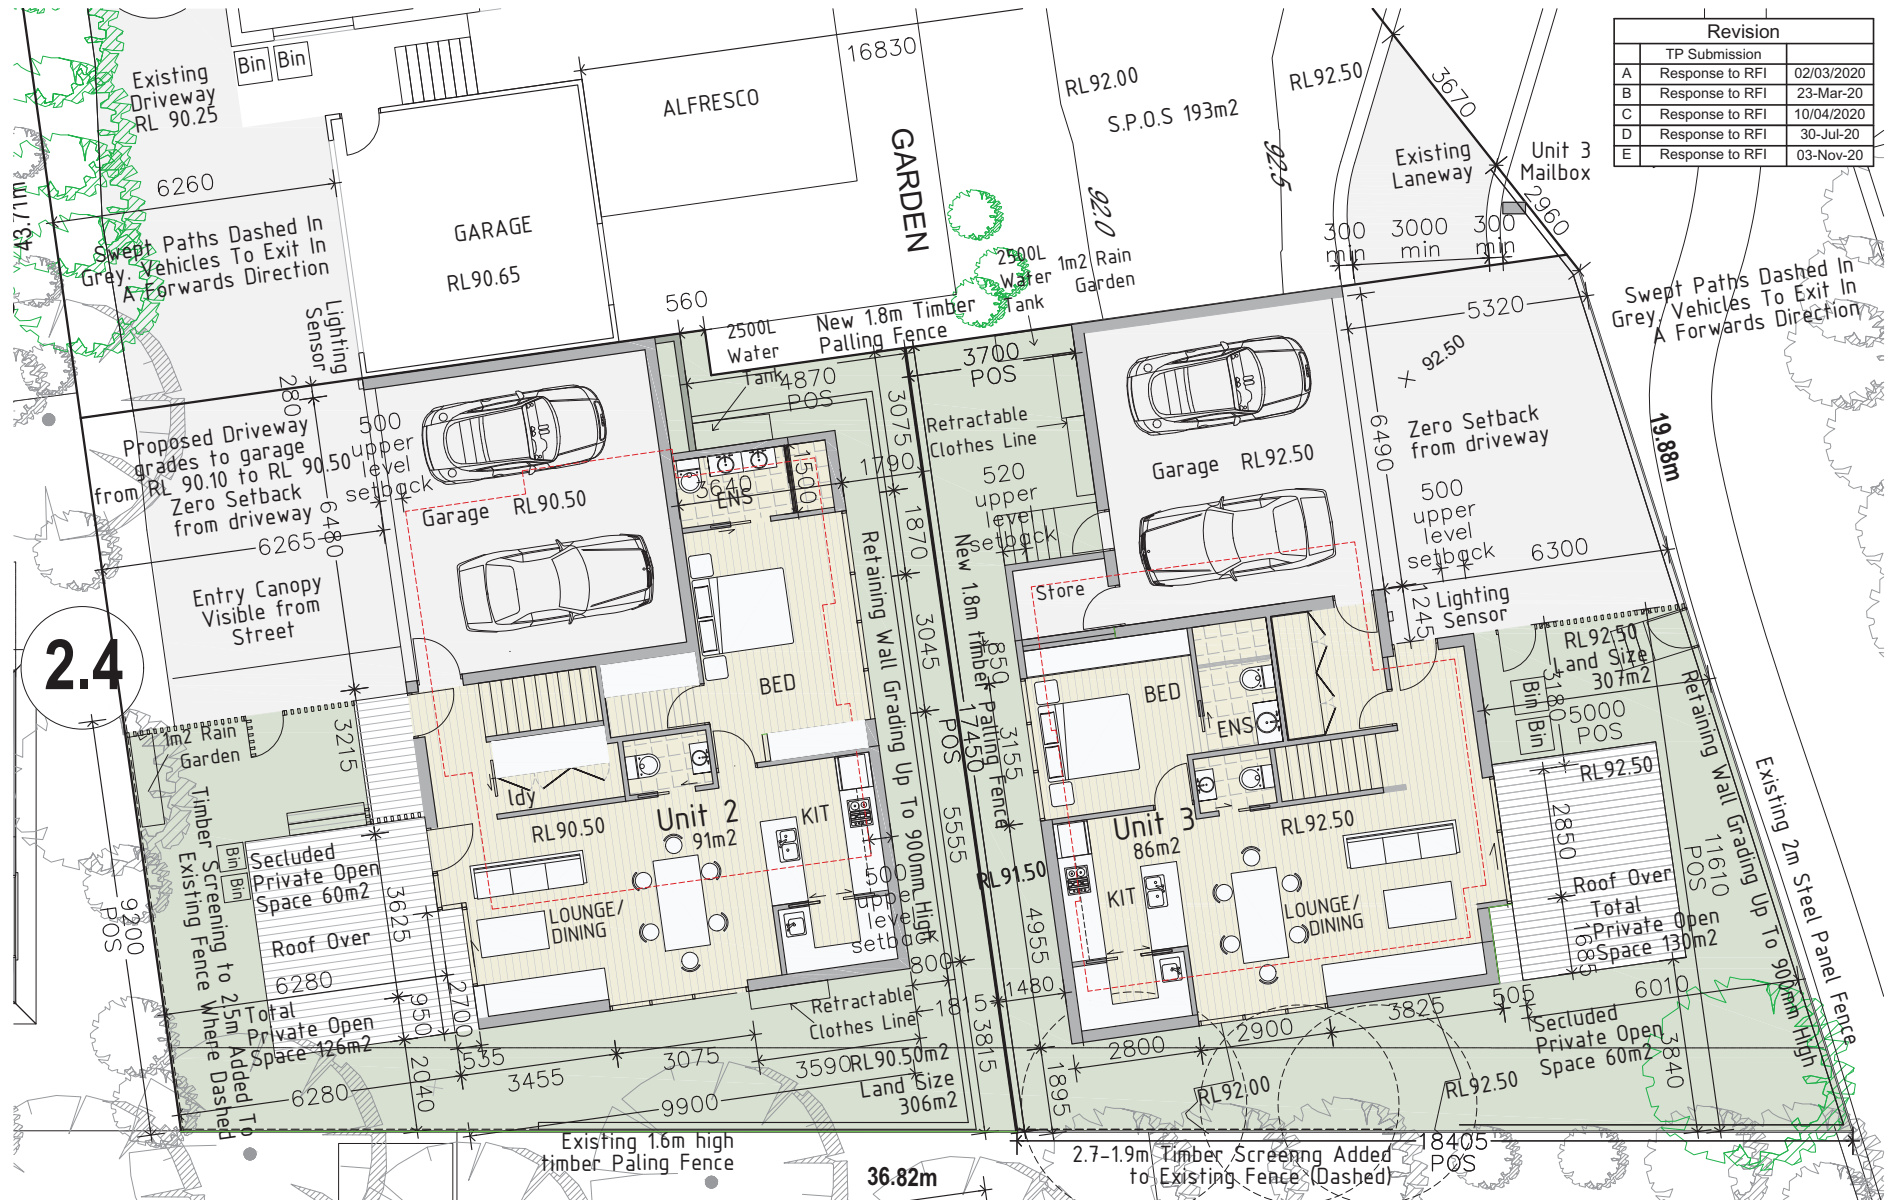 Revision
TP Submission
A Response to RFI 02/03/2020
B Response to RFI 23-Mar-20
C Response to RFI 10/04/2020
D Response to RFI 30-Jul-20
E Response to RFI 03-Nov-20
Existing
Driveway
RL 90.25
Bin
Bin
16830
ALFRESCO
GARDEN
RL92.00
S.P.O.S 193m2
RL92.50
92.0
92.5
3670
Existing
Laneway
Unit 3
Mailbox
2960
300
min
3000
min
300
min
43.71m
6260
Swept Paths Dashed In
Grey. Vehicles To Exit In
A Forwards Direction
Lighting
Sensor
GARAGE
RL90.65
560
2500L
Water
Tank
New 1.8m Timber
Palling Fence
2500L
Water
Tank
1m2 Rain
Garden
5320
Swept Paths Dashed In
Grey. Vehicles To Exit In
A Forwards Direction
92.50
19.88m
280
Proposed Driveway
grades to garage
from RL 90.10 to RL 90.50
Zero Setback
from driveway
500
upper
level
setback
6480
6265
Entry Canopy
Visible from
Street
2.4
Garage RL90.50
4870
POS
3075
3700
POS
Retractable
Clothes Line
520
upper
level
setback
1790
1870
3640
1500
ENS
BED
Retaining Wall Grading Up To 900mm High
3045
New 1.8m timber Palling Fence
850
17450
POS
3155
5555
Garage RL92.50
6490
Zero Setback
from driveway
500
upper
level
setback
6300
Store
1245
Lighting
Sensor
RL92.50
Land Size
307m2
3180
5000
POS
Bin
Bin
RL92.50
BED
ENS
1m2 Rain
Garden
3215
ldy
RL90.50
Unit 2
91m2
KIT
LOUNGE/
DINING
500
upper
level
setback
Unit 3
86m2
RL92.50
KIT
LOUNGE/
DINING
RL91.50
4955
2850
Roof Over
Total
Private Open
Space 130m2
1685
11610
POS
Retaining Wall Grading Up To 900mm High
Existing 2m Steel Panel Fence
Timber Screening to 2.5m Added To
Existing Fence Where Dashed
Bin
Bin
Secluded
Private Open
Space 60m2
3625
Roof Over
6280
9200
POS
Total
Private Open
Space 126m2
950
2700
2040
535
3455
3075
3590
6280
9900
Retractable
Clothes Line
800
1815
1480
3815
RL90.50m2
Land Size
306m2
1895
2800
2900
3825
505
6010
Secluded
Private Open
Space 60m2
3840
RL92.00
RL92.50
Existing 1.6m high
timber Paling Fence
36.82m
2.7-1.9m Timber Screenng Added
to Existing Fence (Dashed)
18405
POS